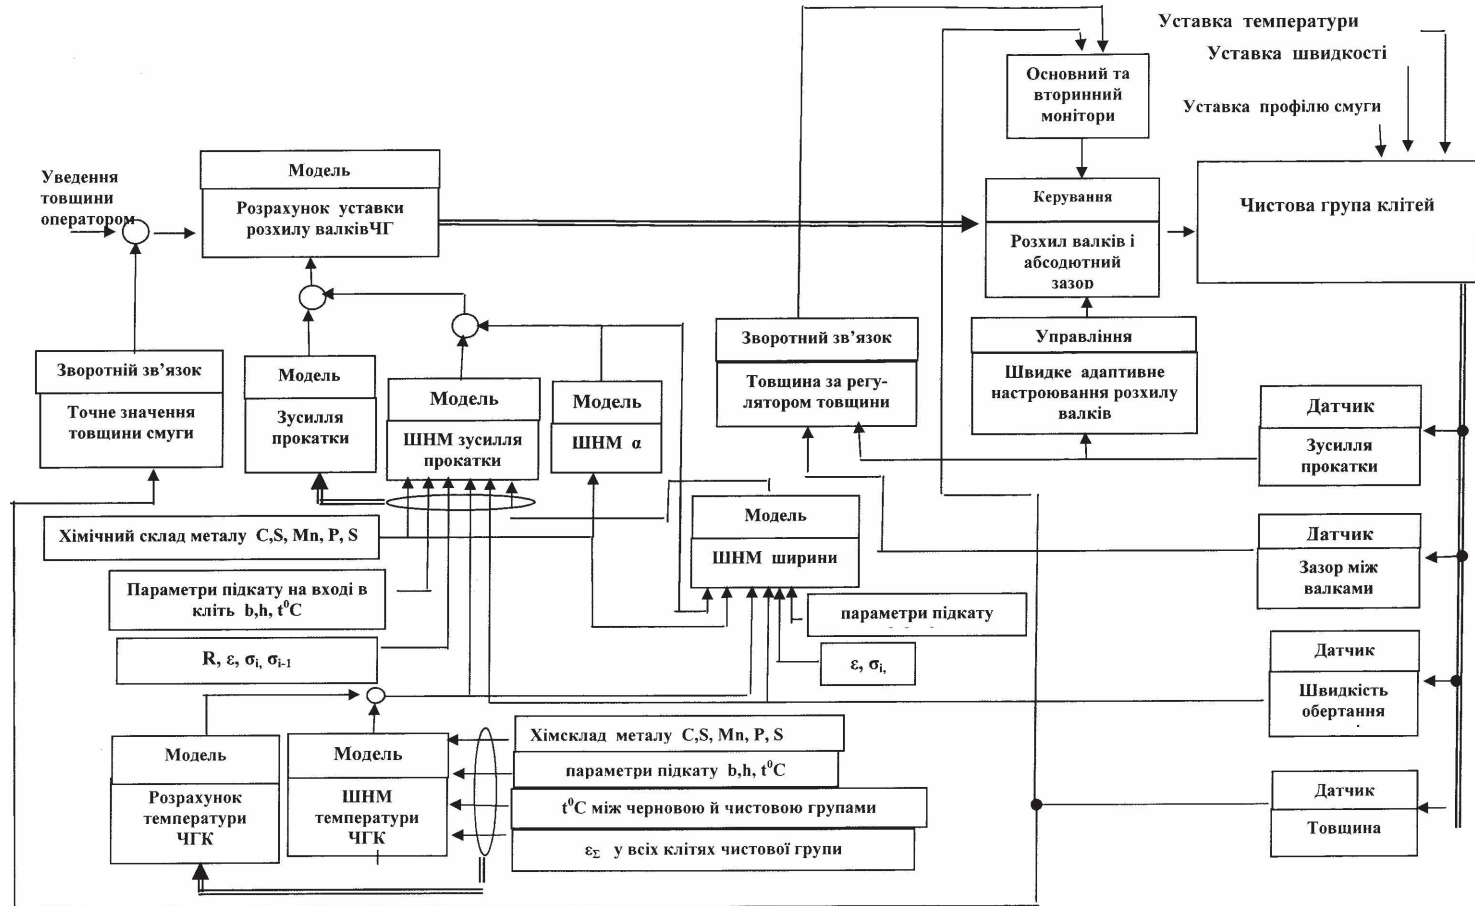 Уставка температури
Уставка швидкості
Уставка профілю смуги
Основний та
вторинний
монітори
Уведення
товщини
оператором
Модель
Розрахунок уставки
розхилу валківЧГ
Керування
Розхил валків і
абсодютний
зазор
Чистова група клітей
Зворотній зв’язок
Точне значення
товщини смуги
Модель
Зусилля
прокатки
Модель
ШНМ зусилля
прокатки
Модель
ШНМ α
Зворотний зв’язок
Товщина за регу-
лятором товщини
Управління
Швидке адаптивне
настроювання розхилу
валків
Датчик
Зусилля
прокатки
Хімічний склад металу C,S, Mn, P, S
Модель
ШНМ ширини
Датчик
Зазор між
валками
Параметри підкату на вході в
кліть b,h, t⁰C
параметри підкату
R, ε, σi, σi-1
ε, σi,
Датчик
Швидкість
обертання
Модель
Розрахунок
температури
ЧГК
Модель
ШНМ
температури
ЧГК
Хімсклад металу C,S, Mn, P, S
параметри підкату b,h, t⁰C
t⁰C між черновою й чистовою групами
εΣ у всіх клітях чистової групи
Датчик
Товщина